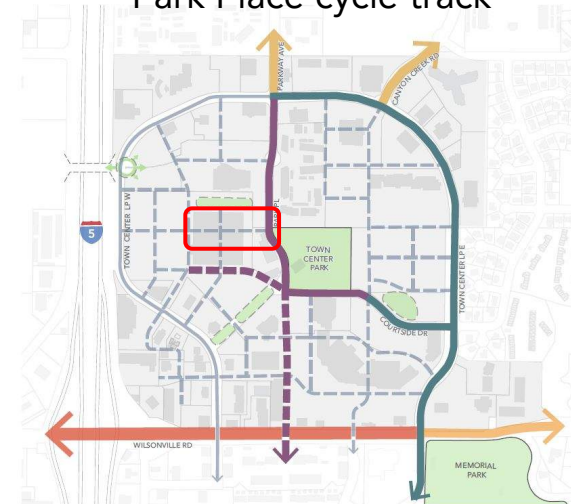 Park Place cycle track
PARKWAY AVE
CANYON CREEK RD
TOWN CENTER LP W
5
TOWN
CENTER
PARK
TOWN CENTER LP E
COURTSIDE DR
WILSONVILLE RD
MEMORIAL
PARK